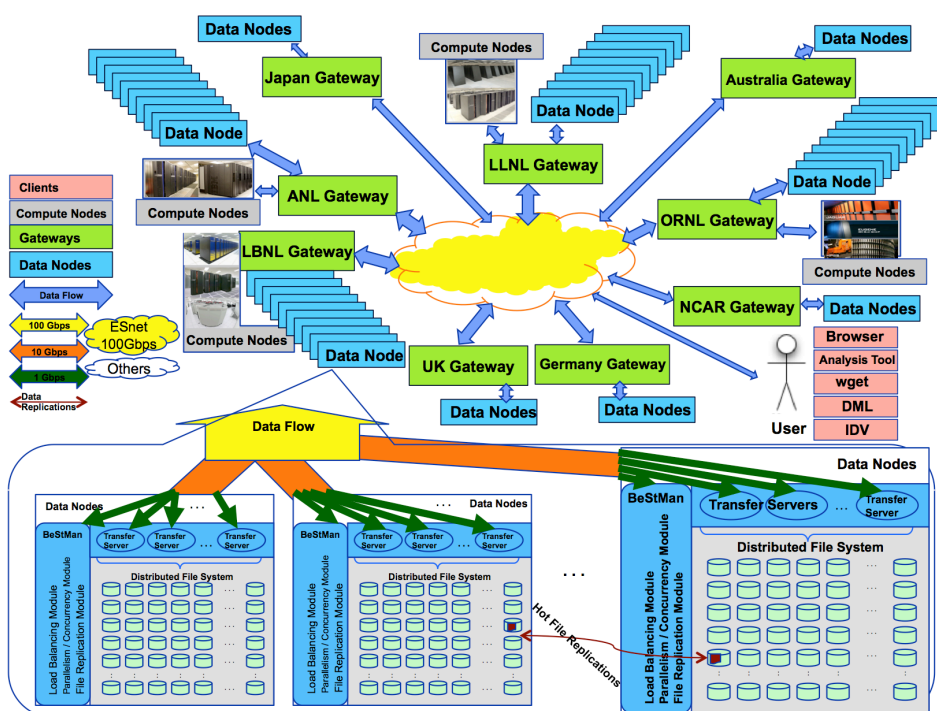 Data Nodes
Japan Gateway
Compute Nodes
Data Node
LLNL Gateway
Data Nodes
Australia Gateway
Data Node
ANL Gateway
Compute Nodes
Data Node
ORNL Gateway
Compute Nodes
LBNL Gateway
Compute Nodes
Data Node
NCAR Gateway
Data Nodes
UK Gateway
Data Nodes
Germany Gateway
Data Nodes
User
Browser
Analysis Tool
wget
DML
IDV
Clients
Compute Nodes
Gateways
Data Nodes
Data Flow
100 Gbps
10 Gbps
1 Gbps
ESnet
100Gbps
Others
Data
Replications
Data Flow
Data Nodes
. . .
BeStMan
Transfer
Server
Transfer
Server
Transfer
Server
. . .
Distributed File System
Load Balancing Module
Parallelism / Concurrency Module
File Replication Module
Data Nodes
. . .
BeStMan
Transfer
Server
Transfer
Server
Transfer
Server
. . .
Distributed File System
Load Balancing Module
Parallelism / Concurrency Module
File Replication Module
. . .
Hot File Replications
Data Nodes
BeStMan
Transfer Servers
. . .
Transfer
Server
Distributed File System
Load Balancing Module
Parallelism / Concurrency Module
File Replication Module